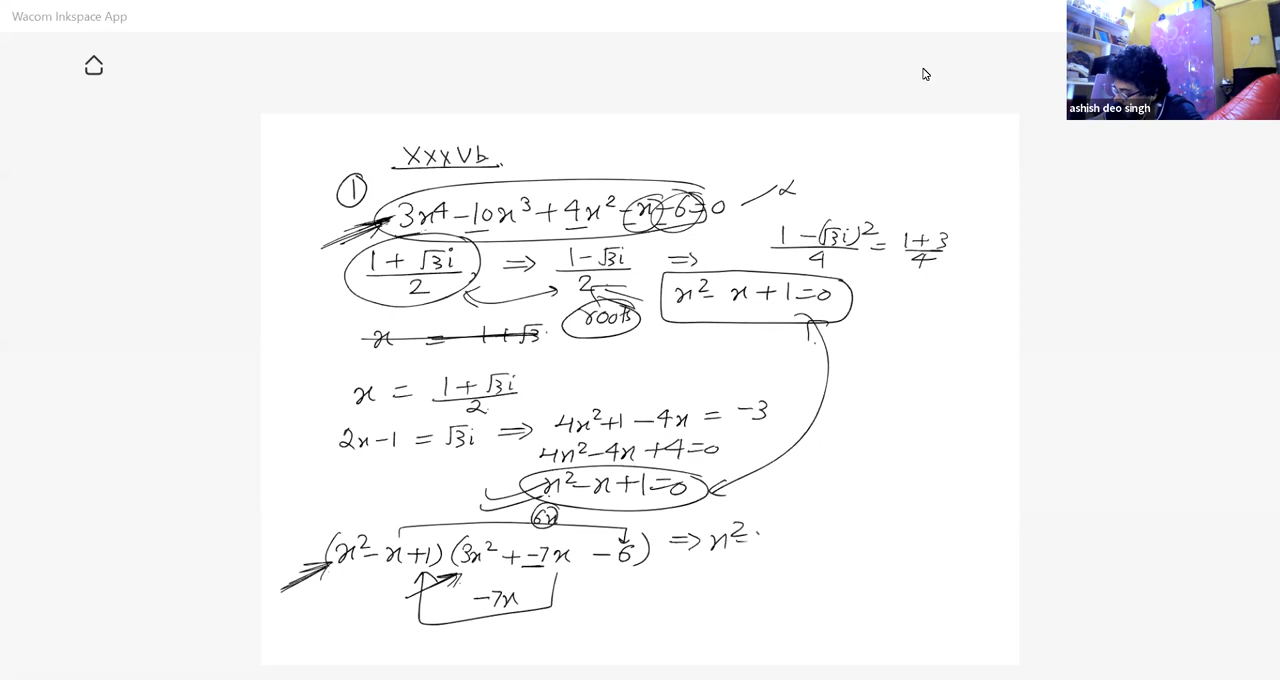 Wacom Inkspace App
ashish deo singh
XxxVb.
① 3x⁴ - 10x³ + 4x² - x - 6 = 0
(1 + √3i)/2 ⇒ (1 - √3i)/2 ⇒ (1 - (√3i)²)/4 = (1 + 3)/4
roots
x² - x + 1 = 0
x = 1 + √3
x = (1 + √3i)/2
2x - 1 = √3i ⇒ 4x² + 1 - 4x = -3
4x² - 4x + 4 = 0
x² - x + 1 = 0
6x
(x² - x + 1) (3x² + -7x - 6) ⇒ x² -
-7x